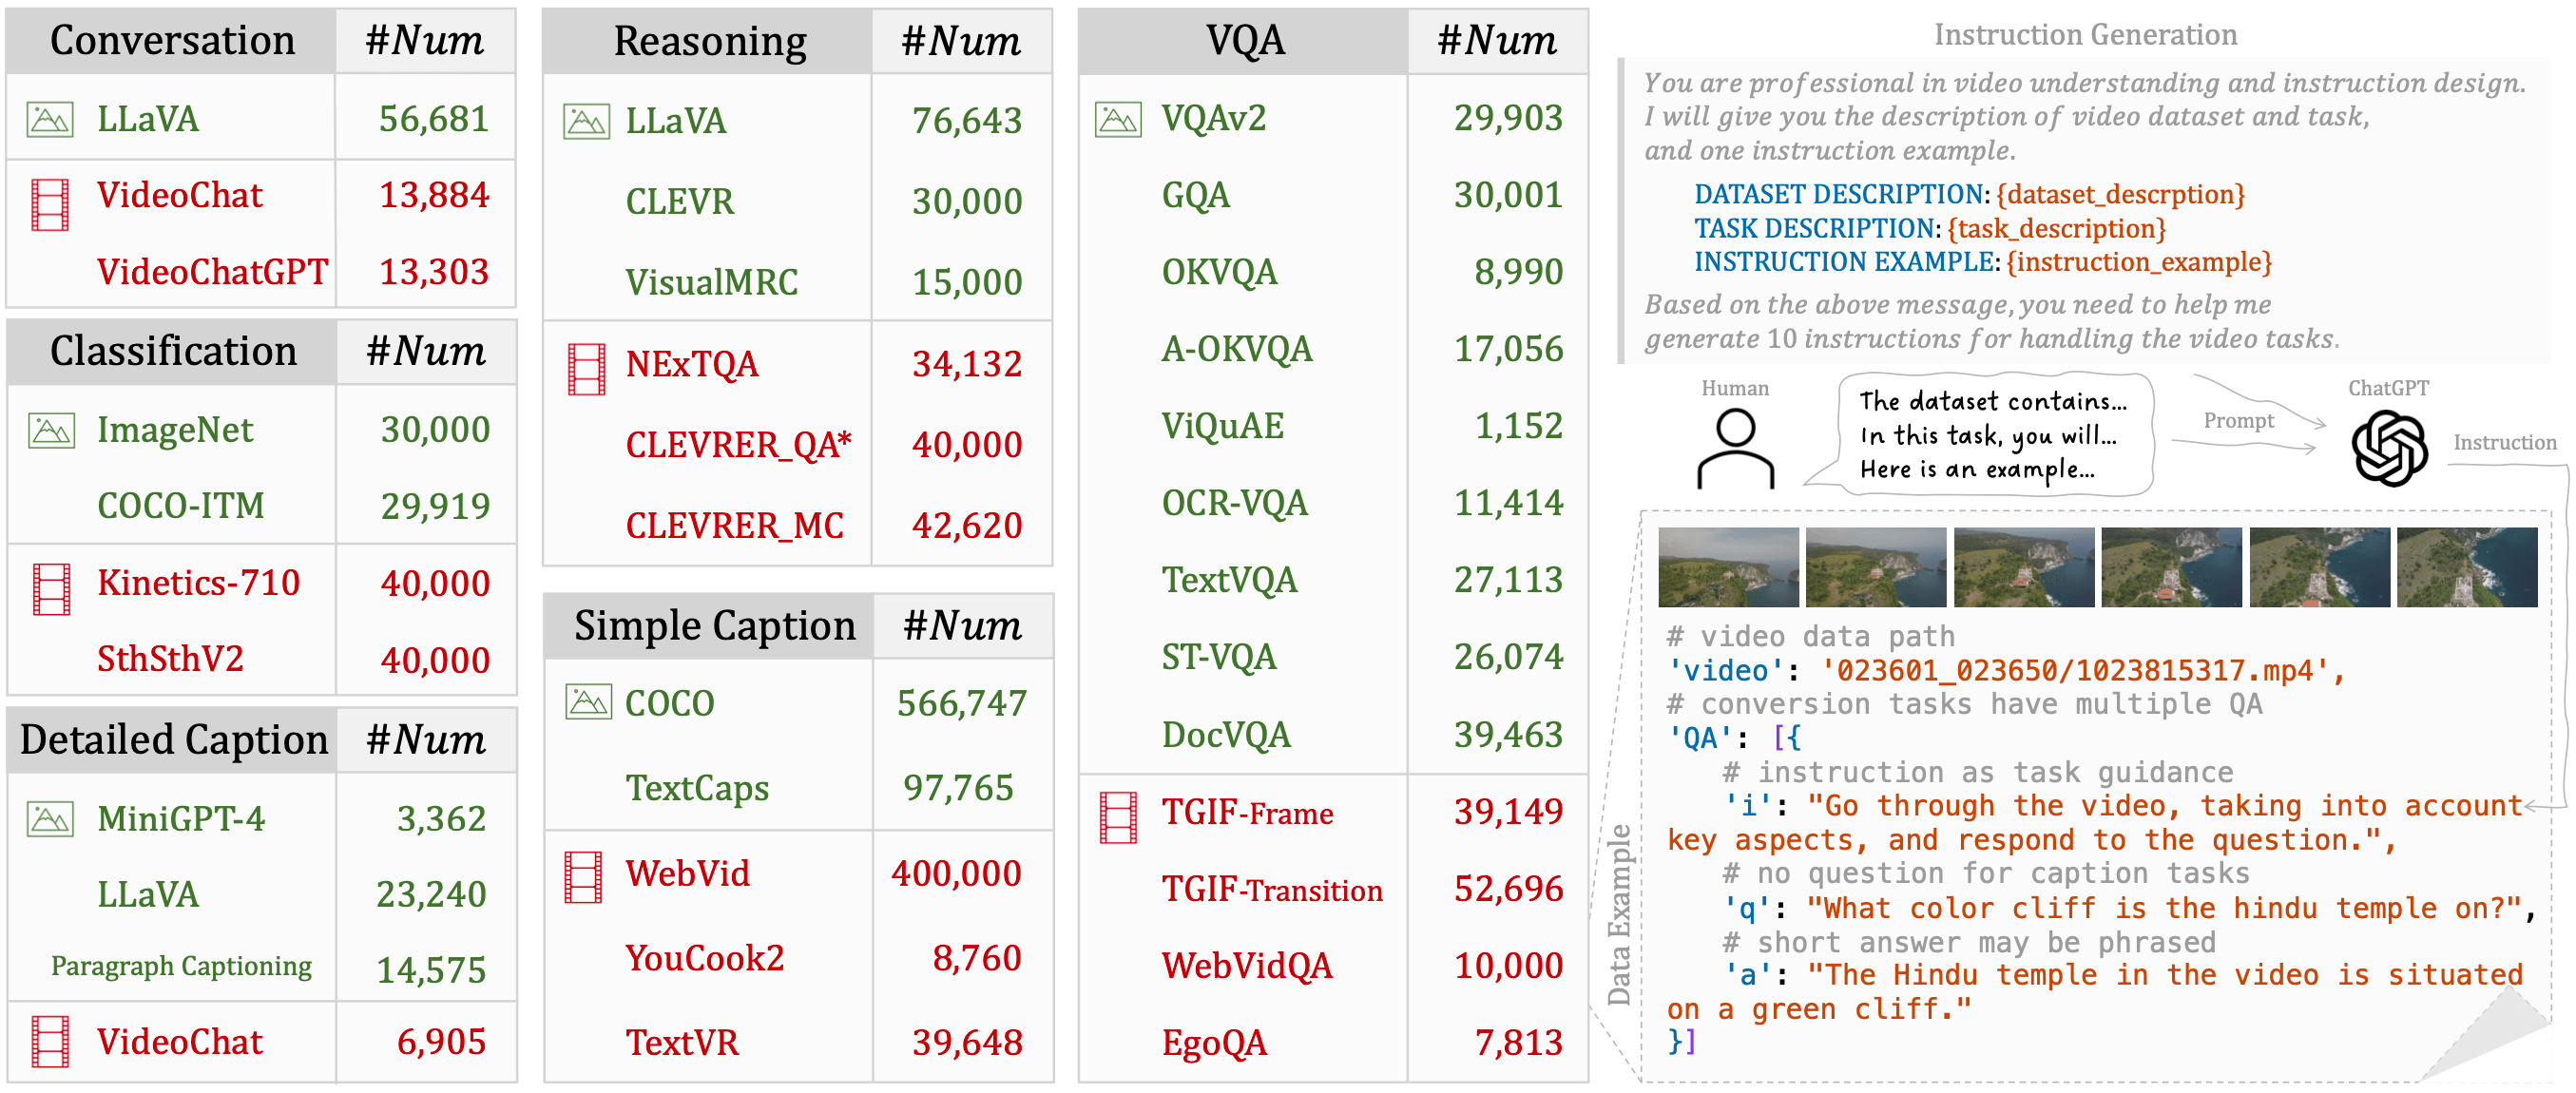 Conversation #Num
LLaVA 56,681
VideoChat 13,884
VideoChatGPT 13,303
Classification #Num
ImageNet 30,000
COCO-ITM 29,919
Kinetics-710 40,000
SthSthV2 40,000
Detailed Caption #Num
MiniGPT-4 3,362
LLaVA 23,240
Paragraph Captioning 14,575
VideoChat 6,905
Reasoning #Num
LLaVA 76,643
CLEVR 30,000
VisualMRC 15,000
NExTQA 34,132
CLEVRER_QA* 40,000
CLEVRER_MC 42,620
Simple Caption #Num
COCO 566,747
TextCaps 97,765
WebVid 400,000
YouCook2 8,760
TextVR 39,648
VQA #Num
VQAv2 29,903
GQA 30,001
OKVQA 8,990
A-OKVQA 17,056
ViQuAE 1,152
OCR-VQA 11,414
TextVQA 27,113
ST-VQA 26,074
DocVQA 39,463
TGIF-Frame 39,149
TGIF-Transition 52,696
WebVidQA 10,000
EgoQA 7,813
Instruction Generation
You are professional in video understanding and instruction design.
I will give you the description of video dataset and task,
and one instruction example.
DATASET DESCRIPTION: {dataset_descrption}
TASK DESCRIPTION: {task_description}
INSTRUCTION EXAMPLE: {instruction_example}
Based on the above message, you need to help me
generate 10 instructions for handling the video tasks.
Human
The dataset contains...
In this task, you will...
Here is an example...
Prompt
ChatGPT
Instruction
Data Example
# video data path
'video': '023601_023650/1023815317.mp4',
# conversion tasks have multiple QA
'QA': [{
# instruction as task guidance
'i': "Go through the video, taking into account
key aspects, and respond to the question.",
# no question for caption tasks
'q': "What color cliff is the hindu temple on?",
# short answer may be phrased
'a': "The Hindu temple in the video is situated
on a green cliff."
}]